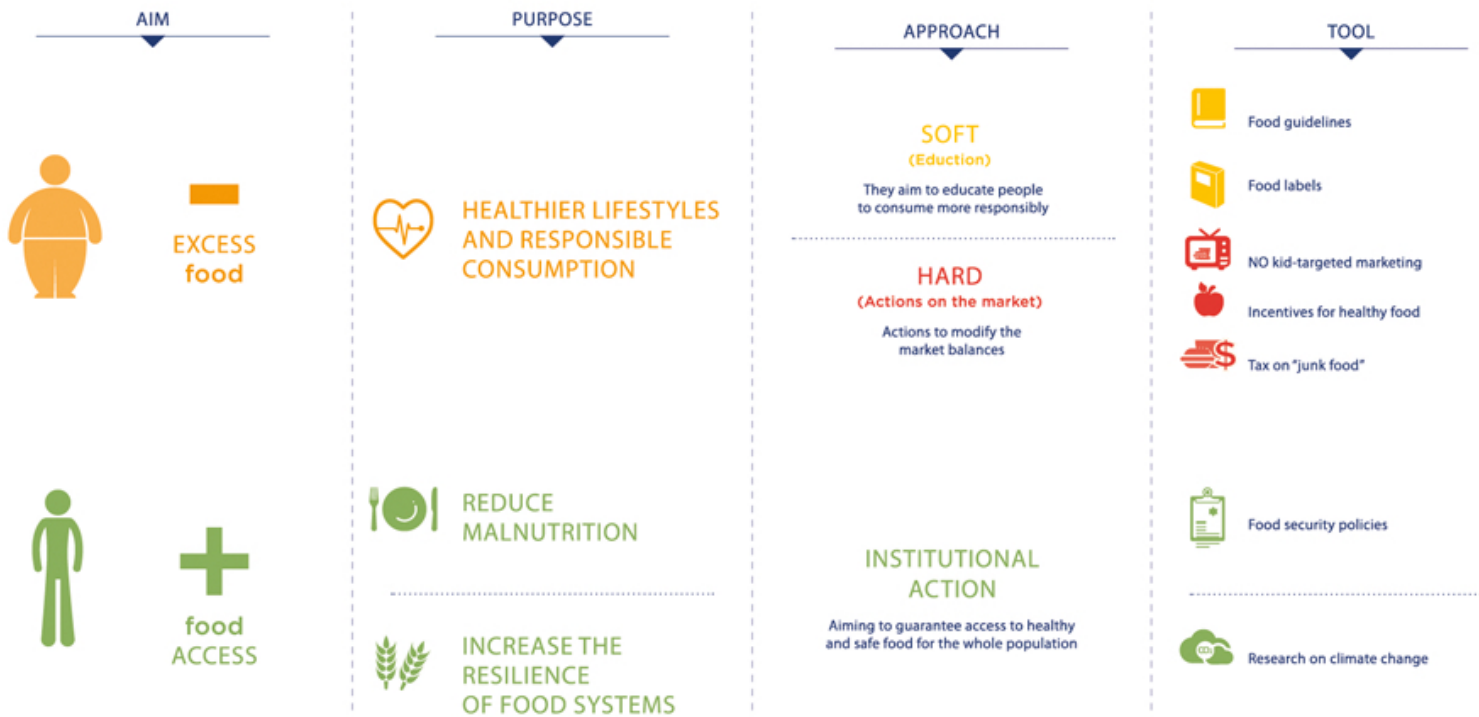 AIM
PURPOSE
APPROACH
TOOL
EXCESS
food
HEALTHIER LIFESTYLES
AND RESPONSIBLE
CONSUMPTION
SOFT
(Eduction)
They aim to educate people
to consume more responsibly
HARD
(Actions on the market)
Actions to modify the
market balances
Food guidelines
Food labels
NO kid-targeted marketing
Incentives for healthy food
$
Tax on "junk food"
food
ACCESS
REDUCE
MALNUTRITION
INCREASE THE
RESILIENCE
OF FOOD SYSTEMS
INSTITUTIONAL
ACTION
Aiming to guarantee access to healthy
and safe food for the whole population
Food security policies
CO₂
Research on climate change